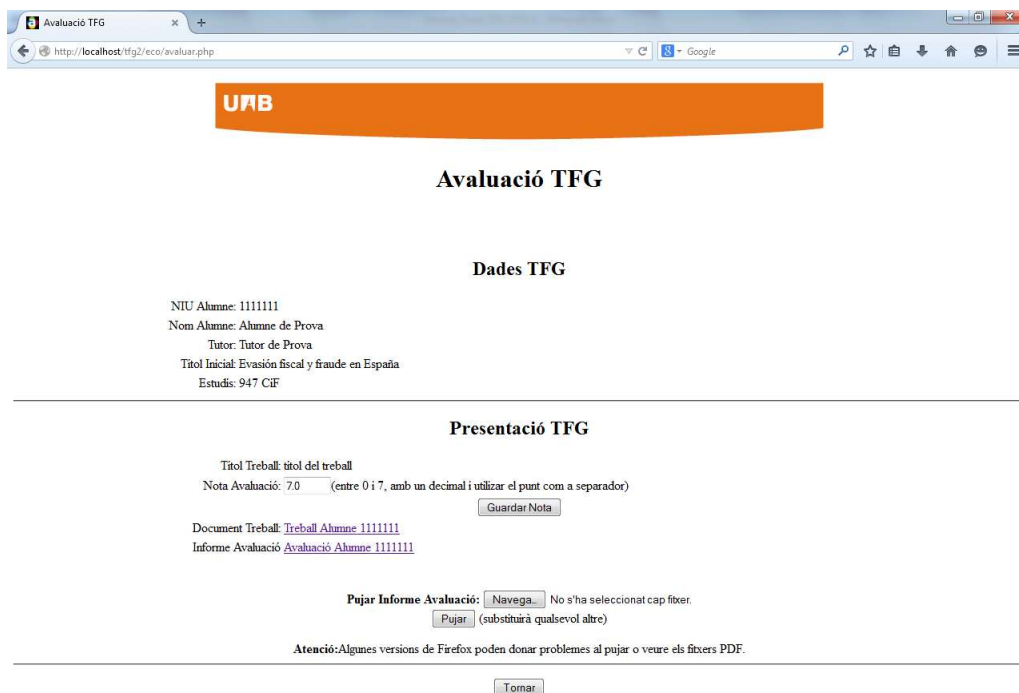 Avaluació TFG
http://localhost/tfg2/eco/avaluar.php
Google
UAB
Avaluació TFG
Dades TFG
NIU Alumne: 1111111
Nom Alumne: Alumne de Prova
Tutor: Tutor de Prova
Titol Inicial: Evasión fiscal y fraude en España
Estudis: 947 CiF
Presentació TFG
Titol Treball: titol del treball
Nota Avaluació: 7.0 (entre 0 i 7, amb un decimal i utilizar el punt com a separador)
Guardar Nota
Document Treball: Treball Alumne 1111111
Informe Avaluació Avaluació Alumne 1111111
Pujar Informe Avaluació: Navega... No s'ha seleccionat cap fitxer.
Pujar (substituirà qualsevol altre)
Atenció:Algunes versions de Firefox poden donar problemes al pujar o veure els fitxers PDF.
Tornar